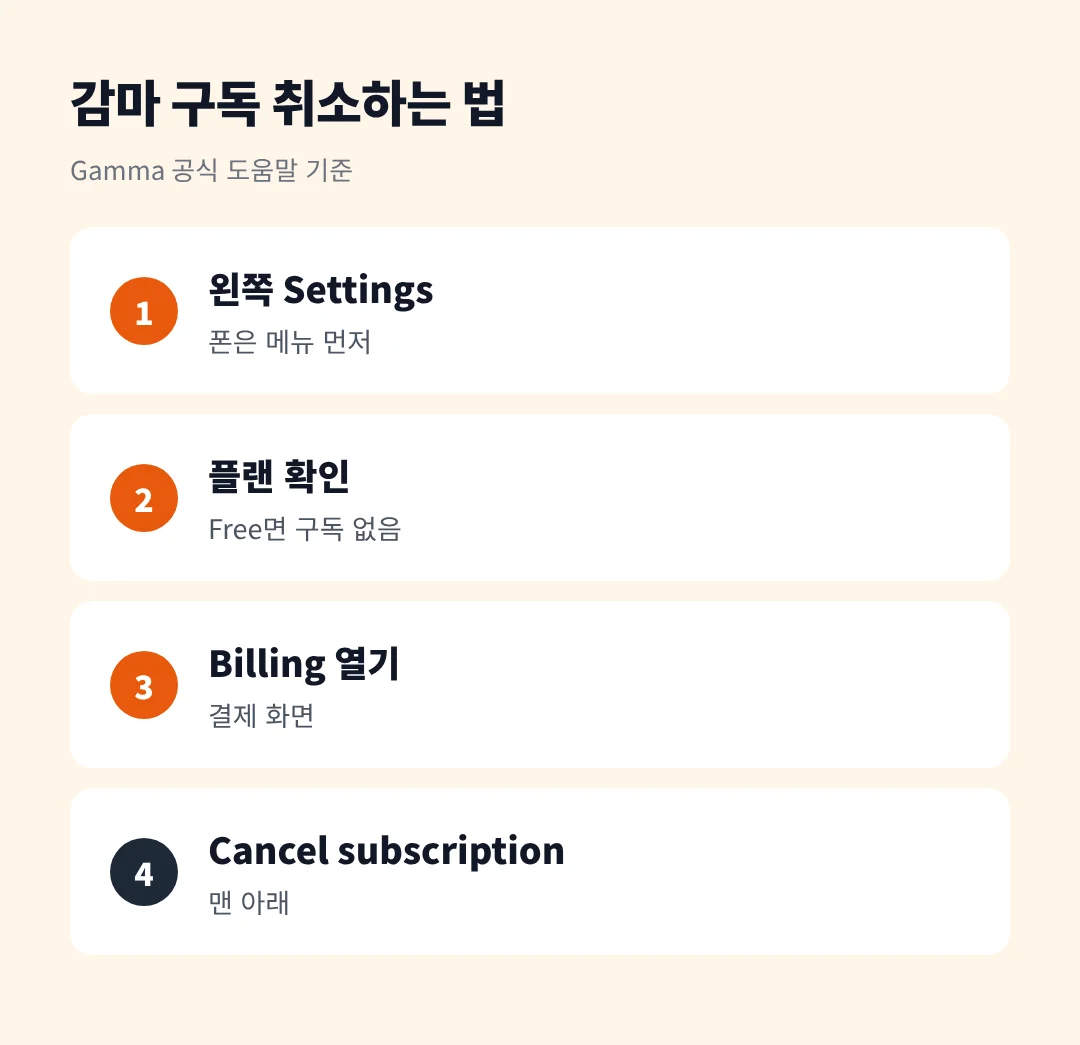 감마 구독 취소하는 법
Gamma 공식 도움말 기준
1
왼쪽 Settings
폰은 메뉴 먼저
2
플랜 확인
Free면 구독 없음
3
Billing 열기
결제 화면
4
Cancel subscription
맨 아래